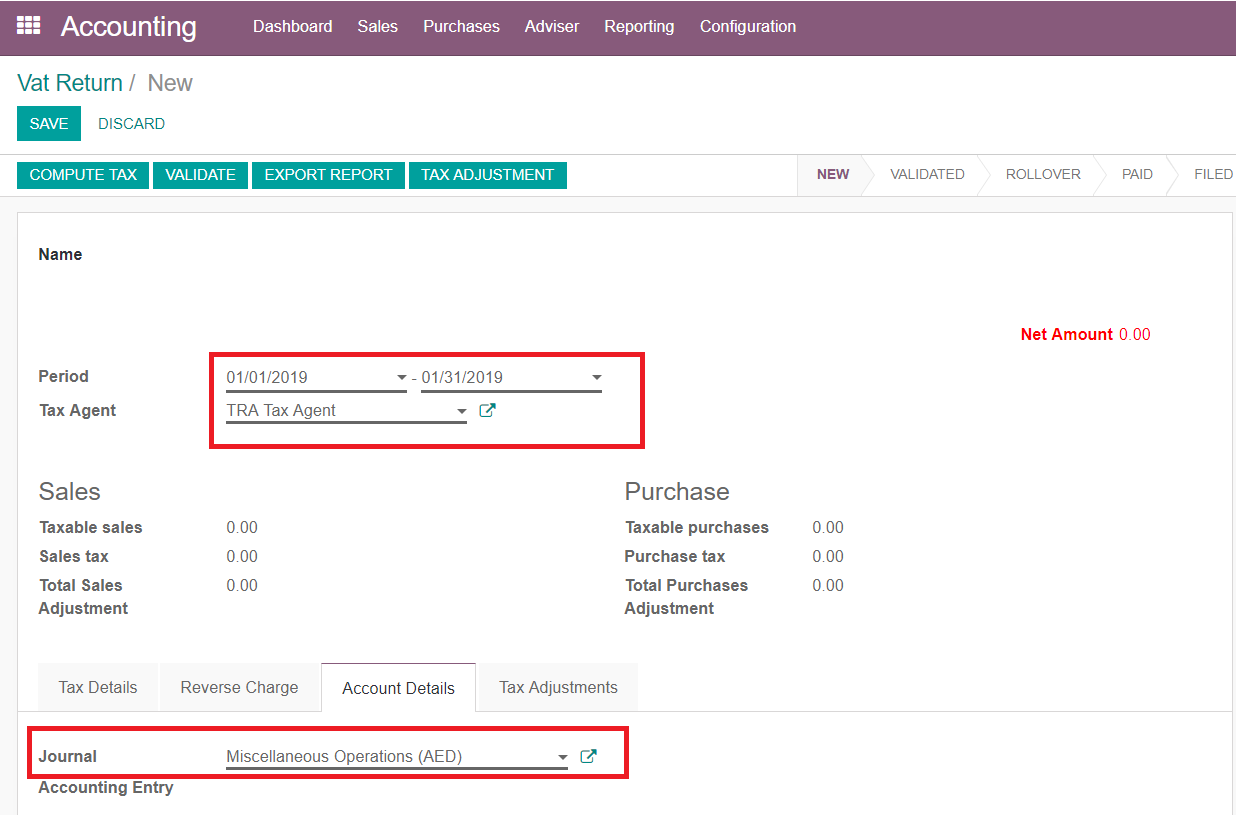 Accounting Dashboard Sales Purchases Adviser Reporting Configuration
Vat Return / New
SAVE DISCARD
COMPUTE TAX VALIDATE EXPORT REPORT TAX ADJUSTMENT NEW VALIDATED ROLLOVER PAID FILED
Name
Net Amount 0.00
Period 01/01/2019 - 01/31/2019
Tax Agent TRA Tax Agent
Sales Purchase
Taxable sales 0.00 Taxable purchases 0.00
Sales tax 0.00 Purchase tax 0.00
Total Sales 0.00 Total Purchases 0.00
Adjustment Adjustment
Tax Details Reverse Charge Account Details Tax Adjustments
Journal Miscellaneous Operations (AED)
Accounting Entry